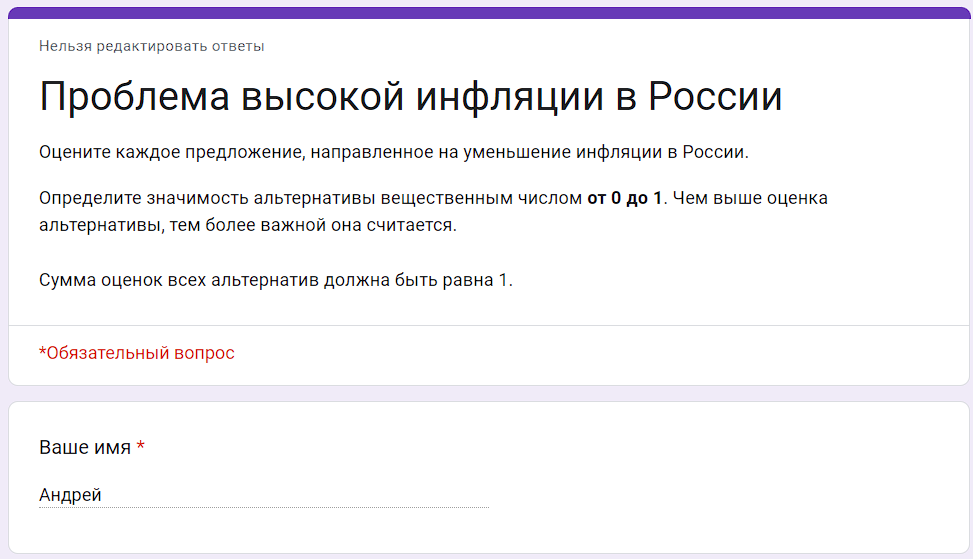 Нельзя редактировать ответы
Проблема высокой инфляции в России
Оцените каждое предложение, направленное на уменьшение инфляции в России.
Определите значимость альтернативы вещественным числом от 0 до 1. Чем выше оценка
альтернативы, тем более важной она считается.
Сумма оценок всех альтернатив должна быть равна 1.
*Обязательный вопрос
Ваше имя *
Андрей